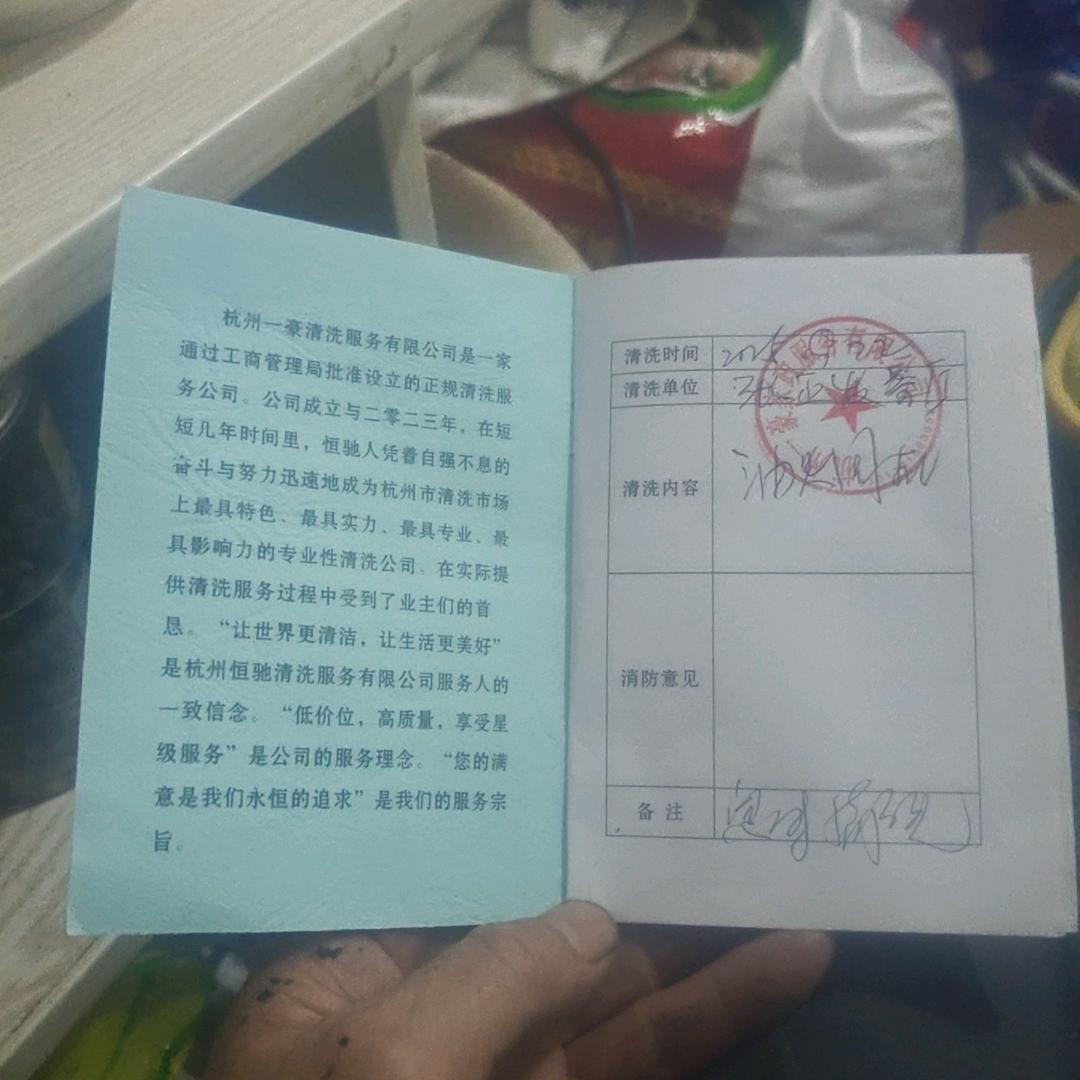 杭州一豪清洗服务有限公司是一家
通过工商管理局批准设立的正规清洗服
务公司。公司成立与二零二三年，在短
短几年时间里，恒驰人凭着自强不息的
奋斗与努力迅速地成为杭州市清洗市场
上最具特色、最具实力、最具专业、最
具影响力的专业性清洗公司。在实际提
供清洗服务过程中受到了业主们的首
恳。“让世界更清洁，让生活更美好”
是杭州恒驰清洗服务有限公司服务人的
一致信念。“低价位，高质量，享受星
级服务”是公司的服务理念。“您的满
意是我们永恒的追求”是我们的服务宗
旨。
清洗时间 2025
清洗单位
清洗内容 油烟
消防意见
备注 定时清洗